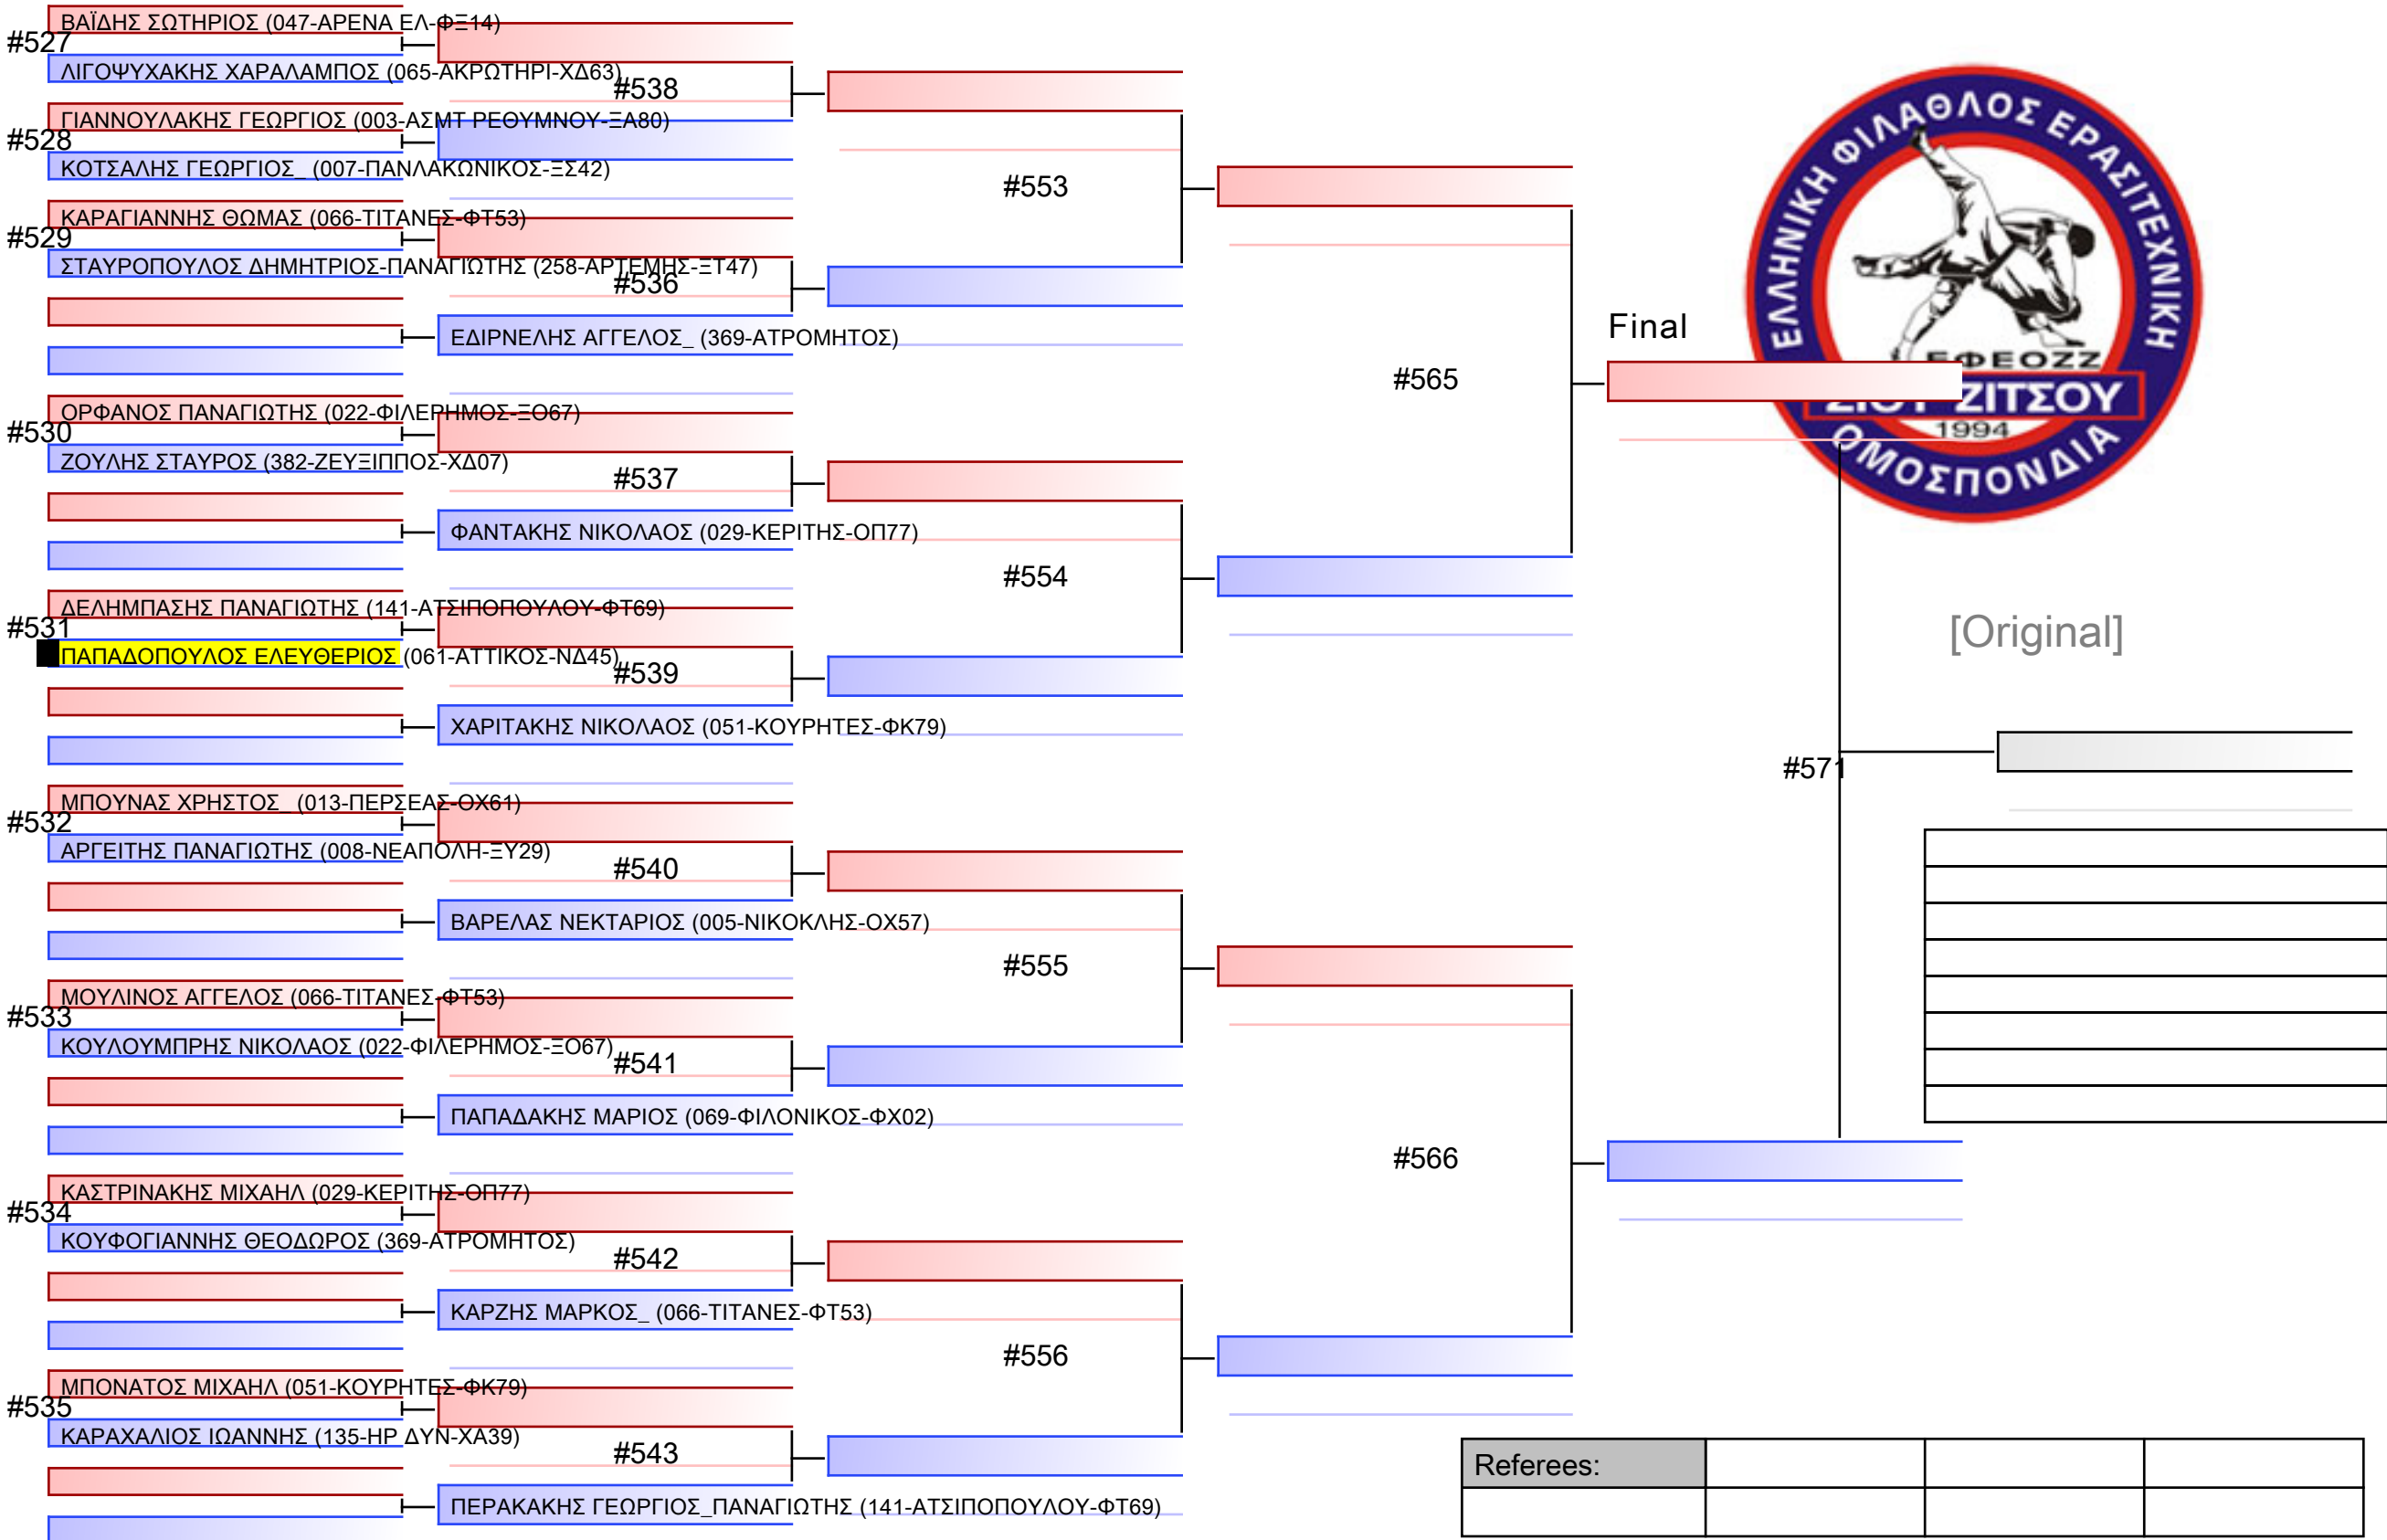 ΒΑΪΔΗΣ ΣΩΤΗΡΙΟΣ (047-ΑΡΕΝΑ ΕΛ-ΦΞ14)
#527
ΛΙΓΟΨΥΧΑΚΗΣ ΧΑΡΑΛΑΜΠΟΣ (065-ΑΚΡΩΤΗΡΙ-ΧΔ63)
#538
ΓΙΑΝΝΟΥΛΑΚΗΣ ΓΕΩΡΓΙΟΣ (003-ΑΣΜΤ ΡΕΘΥΜΝΟΥ-ΞΑ80)
#528
ΚΟΤΣΑΛΗΣ ΓΕΩΡΓΙΟΣ_ (007-ΠΑΝΛΑΚΩΝΙΚΟΣ-ΞΣ42)
#553
ΚΑΡΑΓΙΑΝΝΗΣ ΘΩΜΑΣ (066-ΤΙΤΑΝΕΣ-ΦΤ53)
#529
ΣΤΑΥΡΟΠΟΥΛΟΣ ΔΗΜΗΤΡΙΟΣ-ΠΑΝΑΓΙΩΤΗΣ (258-ΑΡΤΕΜΗΣ-ΞΤ47)
#536
ΕΔΙΡΝΕΛΗΣ ΑΓΓΕΛΟΣ_ (369-ΑΤΡΟΜΗΤΟΣ)
#565
ΟΡΦΑΝΟΣ ΠΑΝΑΓΙΩΤΗΣ (022-ΦΙΛΕΡΗΜΟΣ-ΞΟ67)
#530
ΖΟΥΛΗΣ ΣΤΑΥΡΟΣ (382-ΖΕΥΞΙΠΠΟΣ-ΧΔ07)
#537
ΦΑΝΤΑΚΗΣ ΝΙΚΟΛΑΟΣ (029-ΚΕΡΙΤΗΣ-ΟΠ77)
#554
ΔΕΛΗΜΠΑΣΗΣ ΠΑΝΑΓΙΩΤΗΣ (141-ΑΤΣΙΠΟΠΟΥΛΟΥ-ΦΤ69)
#531
ΠΑΠΑΔΟΠΟΥΛΟΣ ΕΛΕΥΘΕΡΙΟΣ (061-ΑΤΤΙΚΟΣ-ΝΔ45)
#539
ΧΑΡΙΤΑΚΗΣ ΝΙΚΟΛΑΟΣ (051-ΚΟΥΡΗΤΕΣ-ΦΚ79)
ΜΠΟΥΝΑΣ ΧΡΗΣΤΟΣ_ (013-ΠΕΡΣΕΑΣ-ΟΧ61)
#532
ΑΡΓΕΙΤΗΣ ΠΑΝΑΓΙΩΤΗΣ (008-ΝΕΑΠΟΛΗ-ΞΥ29)
#540
ΒΑΡΕΛΑΣ ΝΕΚΤΑΡΙΟΣ (005-ΝΙΚΟΚΛΗΣ-ΟΧ57)
#555
ΜΟΥΛΙΝΟΣ ΑΓΓΕΛΟΣ (066-ΤΙΤΑΝΕΣ-ΦΤ53)
#533
ΚΟΥΛΟΥΜΠΡΗΣ ΝΙΚΟΛΑΟΣ (022-ΦΙΛΕΡΗΜΟΣ-ΞΟ67)
#541
ΠΑΠΑΔΑΚΗΣ ΜΑΡΙΟΣ (069-ΦΙΛΟΝΙΚΟΣ-ΦΧ02)
#566
ΚΑΣΤΡΙΝΑΚΗΣ ΜΙΧΑΗΛ (029-ΚΕΡΙΤΗΣ-ΟΠ77)
#534
ΚΟΥΦΟΓΙΑΝΝΗΣ ΘΕΟΔΩΡΟΣ (369-ΑΤΡΟΜΗΤΟΣ)
#542
ΚΑΡΖΗΣ ΜΑΡΚΟΣ_ (066-ΤΙΤΑΝΕΣ-ΦΤ53)
#556
ΜΠΟΝΑΤΟΣ ΜΙΧΑΗΛ (051-ΚΟΥΡΗΤΕΣ-ΦΚ79)
#535
ΚΑΡΑΧΑΛΙΟΣ ΙΩΑΝΝΗΣ (135-ΗΡ ΔΥΝ-ΧΑ39)
#543
ΠΕΡΑΚΑΚΗΣ ΓΕΩΡΓΙΟΣ_ΠΑΝΑΓΙΩΤΗΣ (141-ΑΤΣΙΠΟΠΟΥΛΟΥ-ΦΤ69)
ΕΛΛΗΝΙΚΗ ΦΙΛΑΘΛΟΣ ΕΡΑΣΙΤΕΧΝΙΚΗ
Final
ΕΦΕΟΖΖ
ΖΙΤΣΟΥ
1994
ΟΜΟΣΠΟΝΔΙΑ
[Original]
#571
Referees: